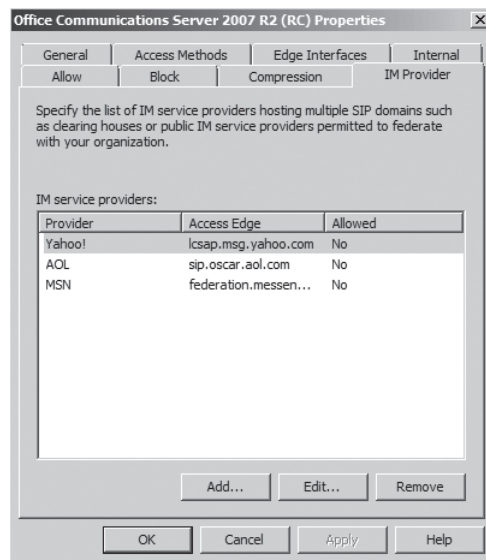 Office Communications Server 2007 R2 (RC) Properties
General Access Methods Edge Interfaces Internal
Allow Block Compression IM Provider
Specify the list of IM service providers hosting multiple SIP domains such
as clearing houses or public IM service providers permitted to federate
with your organization.
IM service providers:
Provider Access Edge Allowed
Yahoo! lcsap.msg.yahoo.com No
AOL sip.oscar.aol.com No
MSN federation.messen... No
Add... Edit... Remove
OK Cancel Apply Help